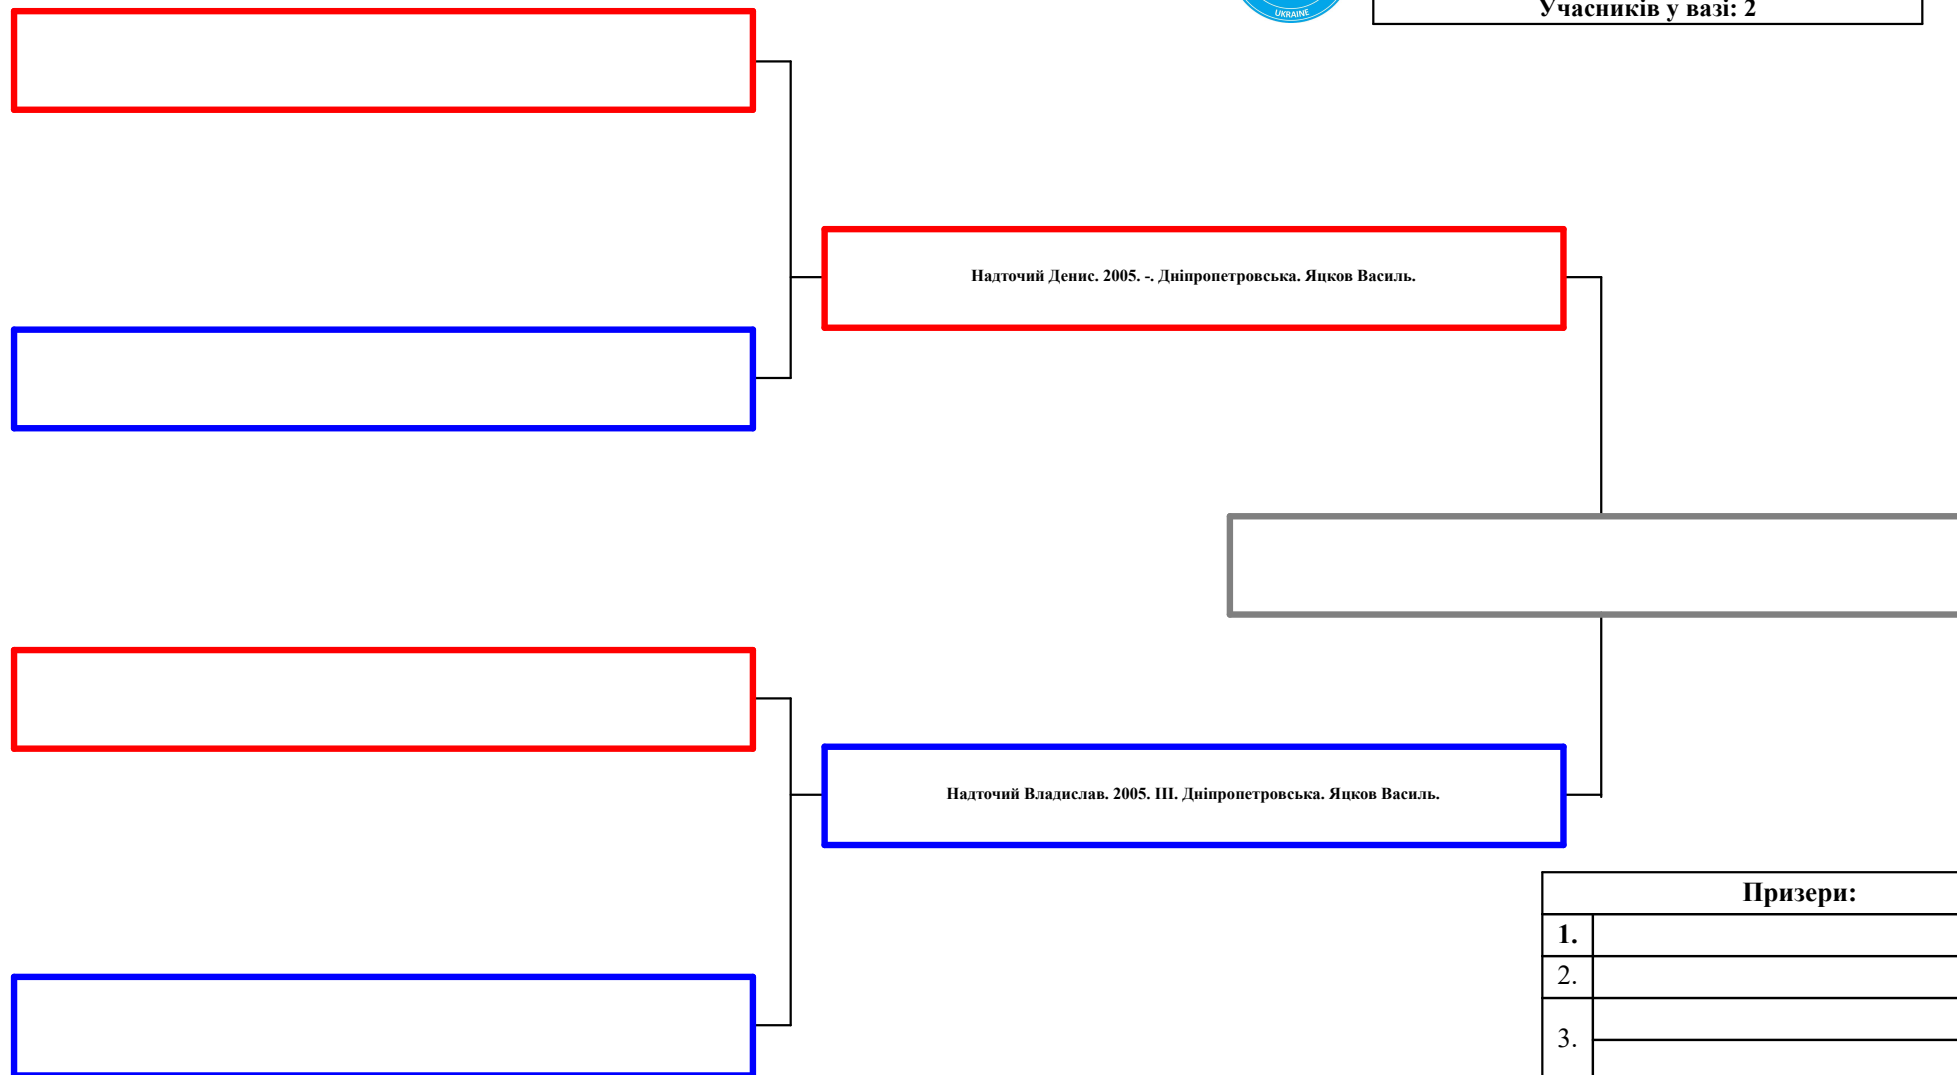 UKRAINE
Учасників у вазі: 2
Надточий Денис. 2005. -. Дніпропетровська. Яцков Василь.
Надточий Владислав. 2005. III. Дніпропетровська. Яцков Василь.
Призери:
1.
2.
3.